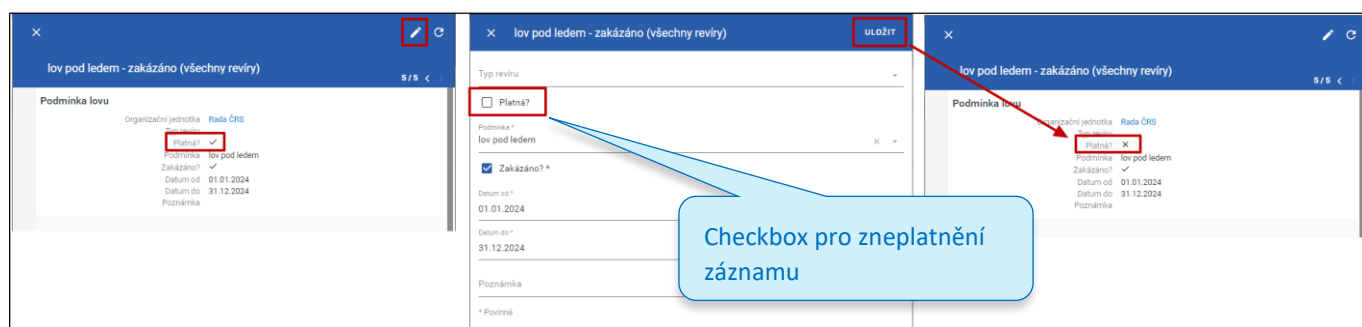 lov pod ledem - zakázáno (všechny revíry)
5/5
Podmínka lovu
Organizační jednotka Rada ČRS
Typ revíru
Platná?
Podmínka lov pod ledem
Zakázáno?
Datum od 01.01.2024
Datum do 31.12.2024
Poznámka
lov pod ledem - zakázáno (všechny revíry)
ULOŽIT
Typ revíru
Platná?
Podmínka *
lov pod ledem
Zakázáno? *
Datum od *
01.01.2024
Datum do *
31.12.2024
Poznámka
* Povinné
Checkbox pro zneplatnění
záznamu
lov pod ledem - zakázáno (všechny revíry)
5/5
Podmínka lovu
Organizační jednotka Rada ČRS
Typ revíru
Platná?
Podmínka lov pod ledem
Zakázáno?
Datum od 01.01.2024
Datum do 31.12.2024
Poznámka